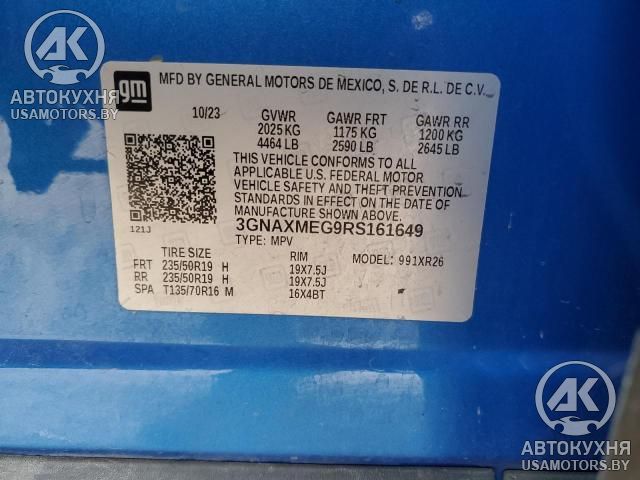 AK
АВТОКУХНЯ
USAMOTORS.BY
gm
MFD BY GENERAL MOTORS DE MEXICO, S. DE R.L. DE C.V.
10/23 GVWR GAWR FRT GAWR RR
2025 KG 1175 KG 1200 KG
4464 LB 2590 LB 2645 LB
THIS VEHICLE CONFORMS TO ALL
APPLICABLE U.S. FEDERAL MOTOR
VEHICLE SAFETY AND THEFT PREVENTION
STANDARDS IN EFFECT ON THE DATE OF
MANUFACTURE SHOWN ABOVE.
121J 3GNAXMEG9RS161649
TYPE: MPV
TIRE SIZE RIM MODEL: 991XR26
FRT 235/50R19 H 19X7.5J
RR 235/50R19 H 19X7.5J
SPA T135/70R16 M 16X4BT
AK
АВТОКУХНЯ
USAMOTORS.BY